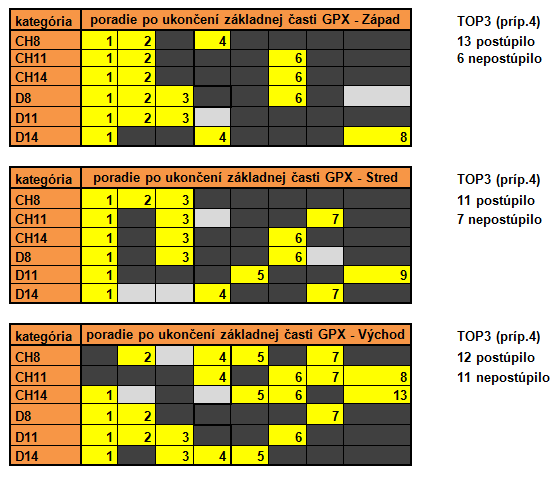 kategória poradie po ukončení základnej časti GPX - Západ TOP3 (príp.4)
CH8 1 2 4 13 postúpilo
CH11 1 2 6 6 nepostúpilo
CH14 1 2 6
D8 1 2 3 6
D11 1 2 3
D14 1 4 8
kategória poradie po ukončení základnej časti GPX - Stred TOP3 (príp.4)
CH8 1 2 3 11 postúpilo
CH11 1 3 7 7 nepostúpilo
CH14 1 3 6
D8 1 3 6
D11 1 5 9
D14 1 4 7
kategória poradie po ukončení základnej časti GPX - Východ TOP3 (príp.4)
CH8 2 4 5 7 12 postúpilo
CH11 4 6 7 8 11 nepostúpilo
CH14 1 5 6 13
D8 1 2 7
D11 1 2 3 6
D14 1 3 4 5